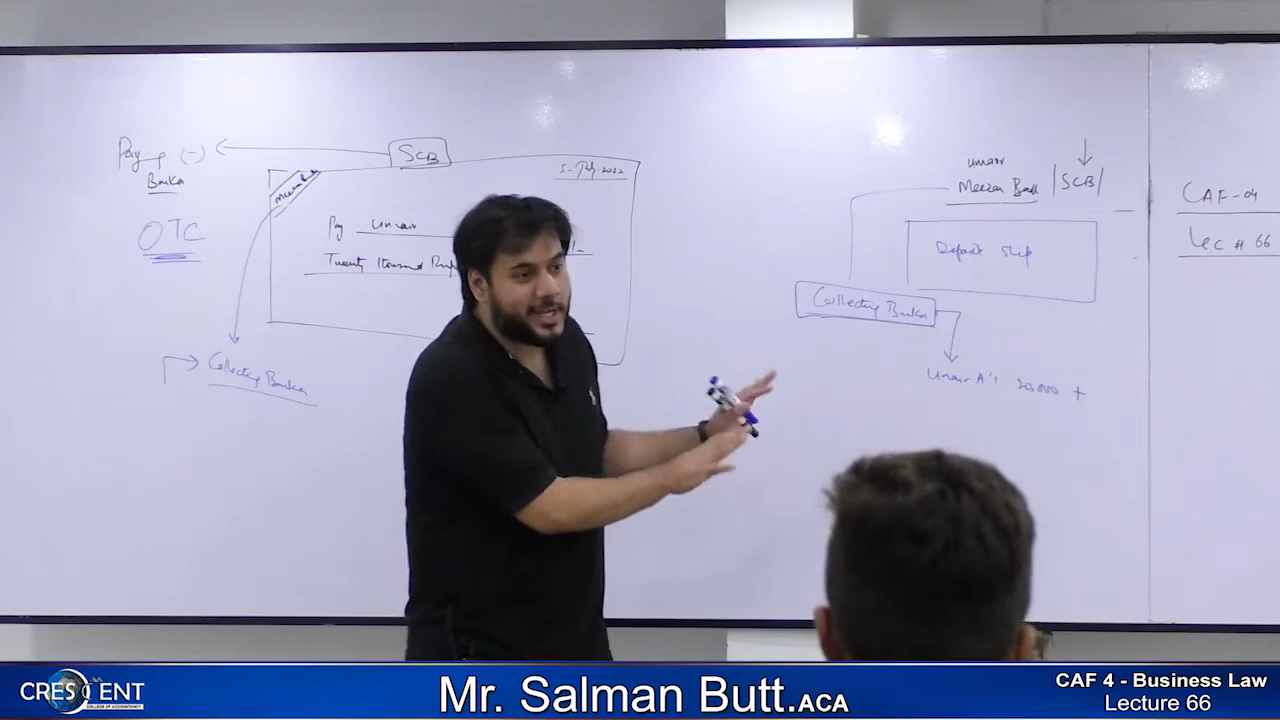 Paying (-)
Banker
OTC
SCB
5-July-2022
Meezan Bank
Pay Umair
Twenty thousand
Collecting Banker
Umair
Meezan Bank |SCB|
Deposit Slip
Collecting Banker
Umair A/c 20,000 +
CAF-04
Lec # 66
CRESCENT
COLLEGE OF ACCOUNTANCY
Mr. Salman Butt.ACA
CAF 4 - Business Law
Lecture 66